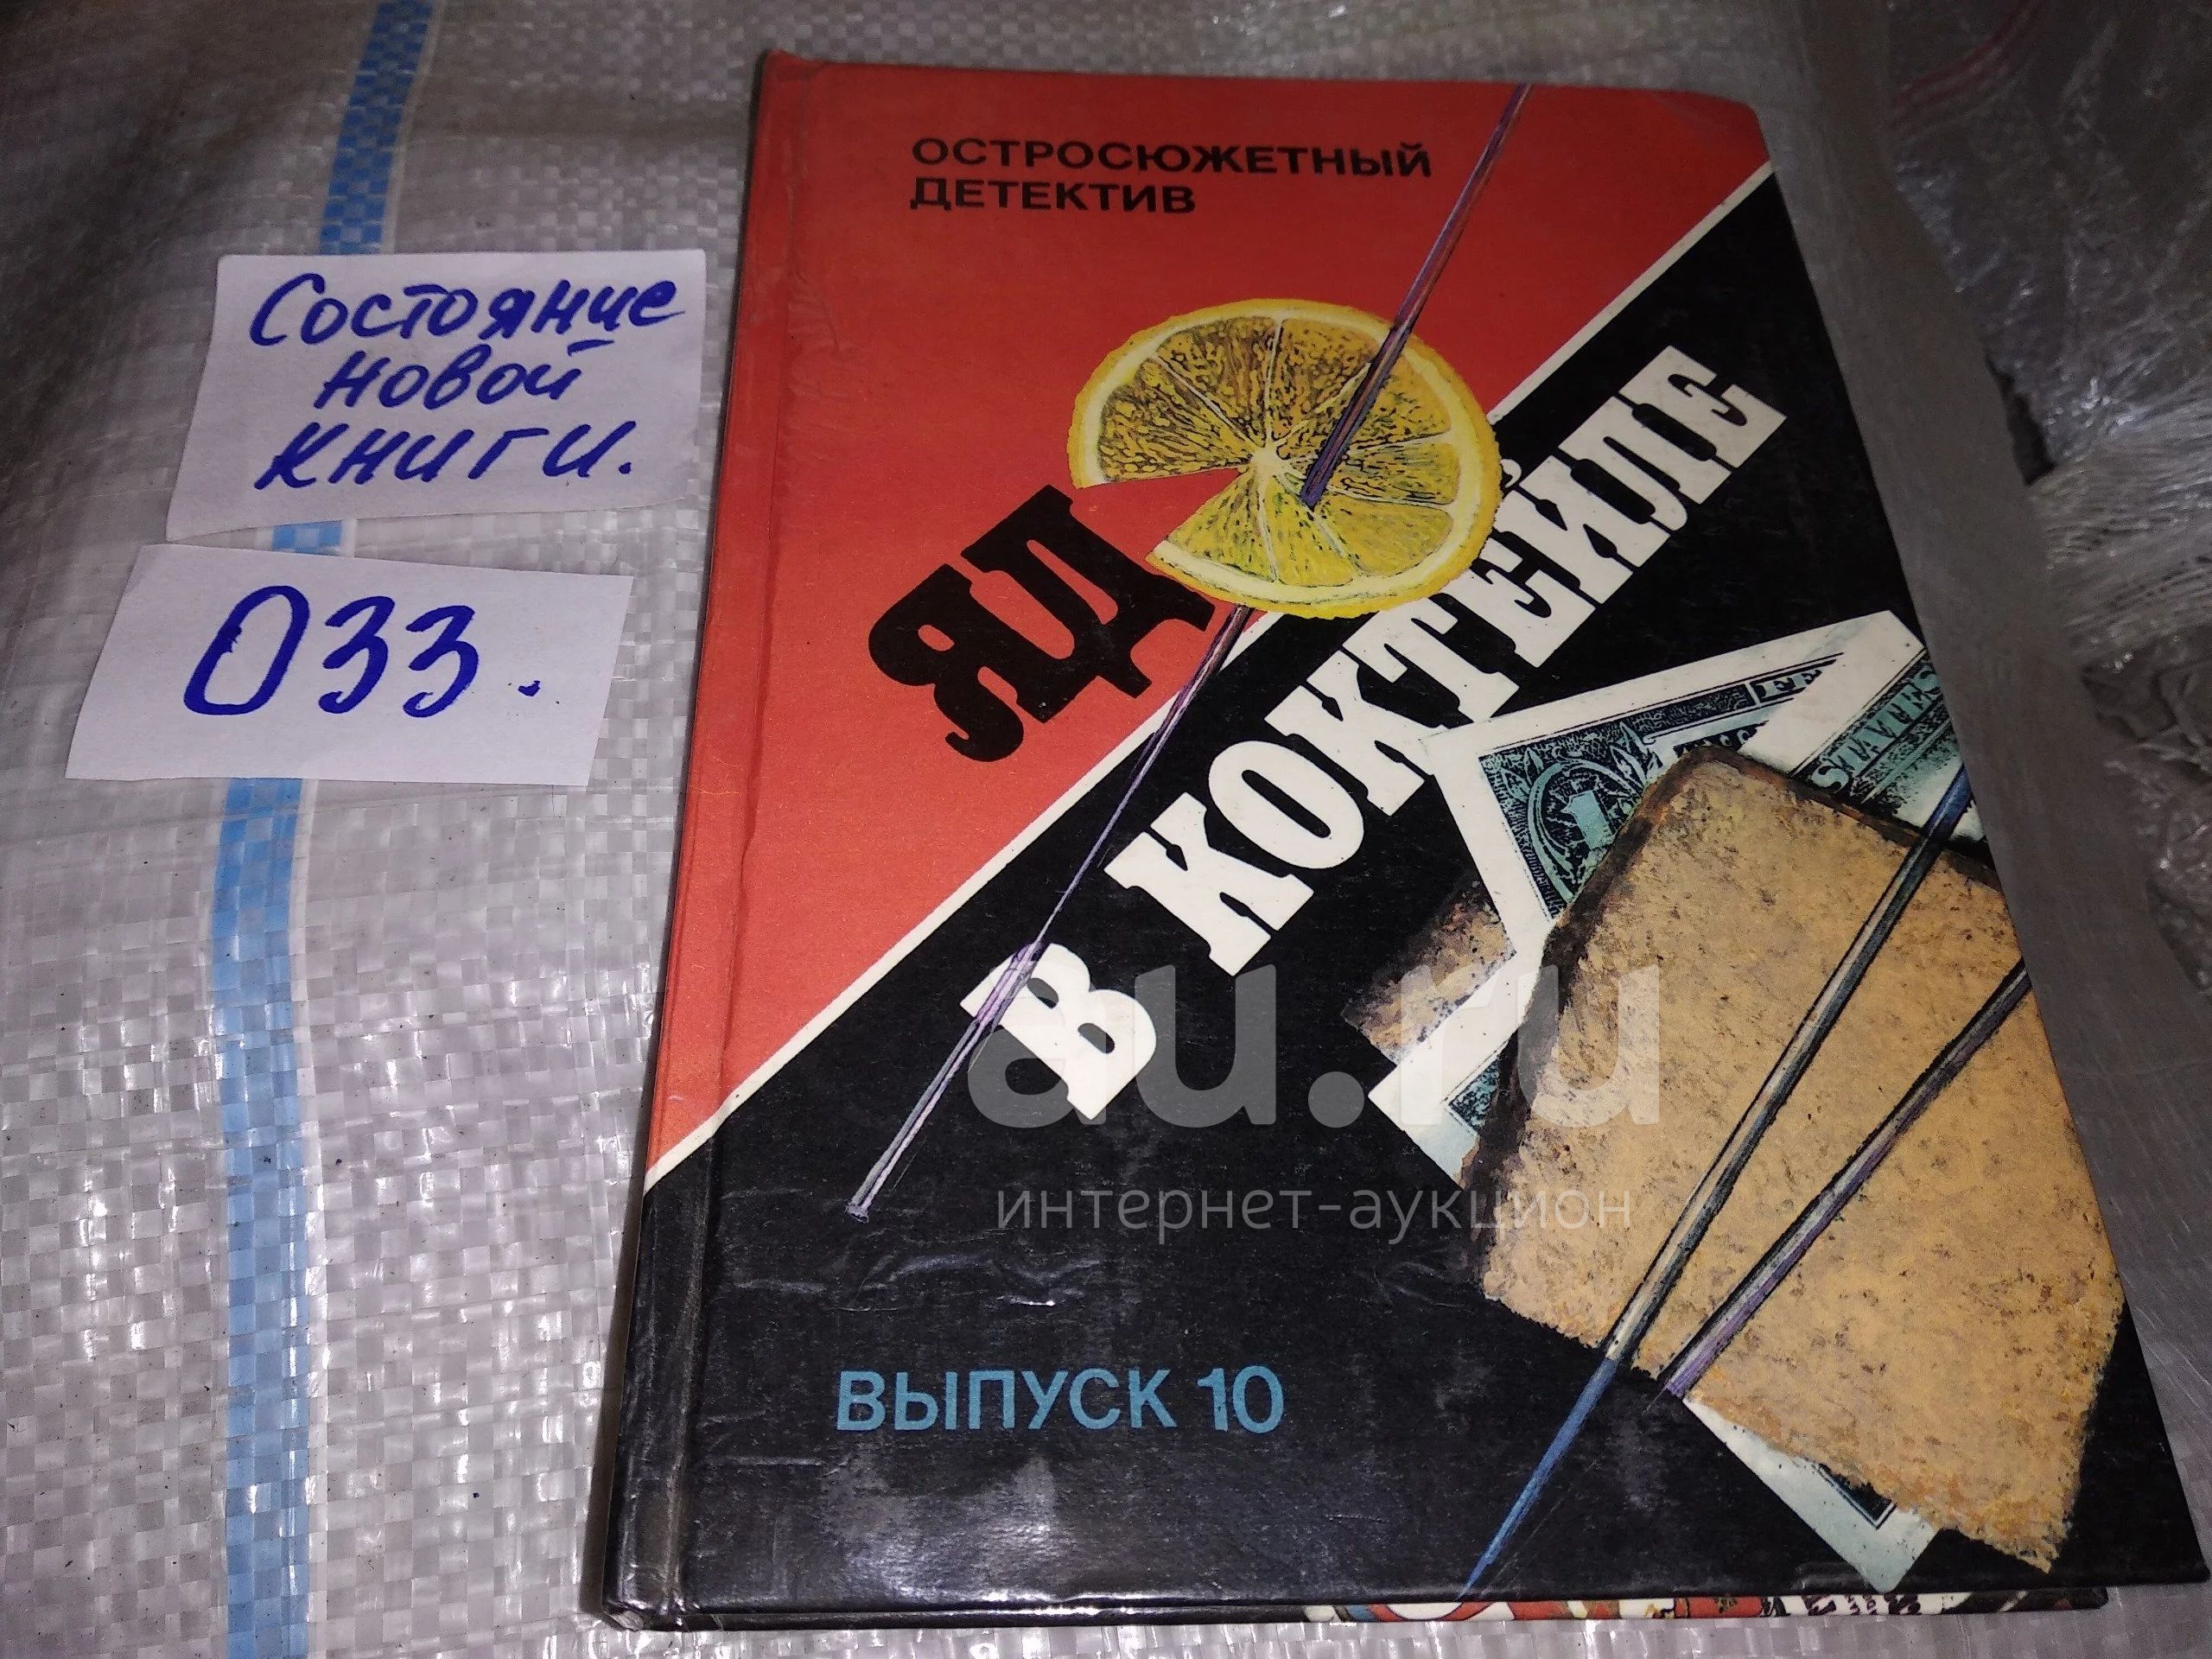 ОСТРОСЮЖЕТНЫЙ
ДЕТЕКТИВ
Состояние
новой
книги.
033.
ЯД
В КОКТЕЙЛЕ
au.ru
интернет-аукцион
ВЫПУСК 10